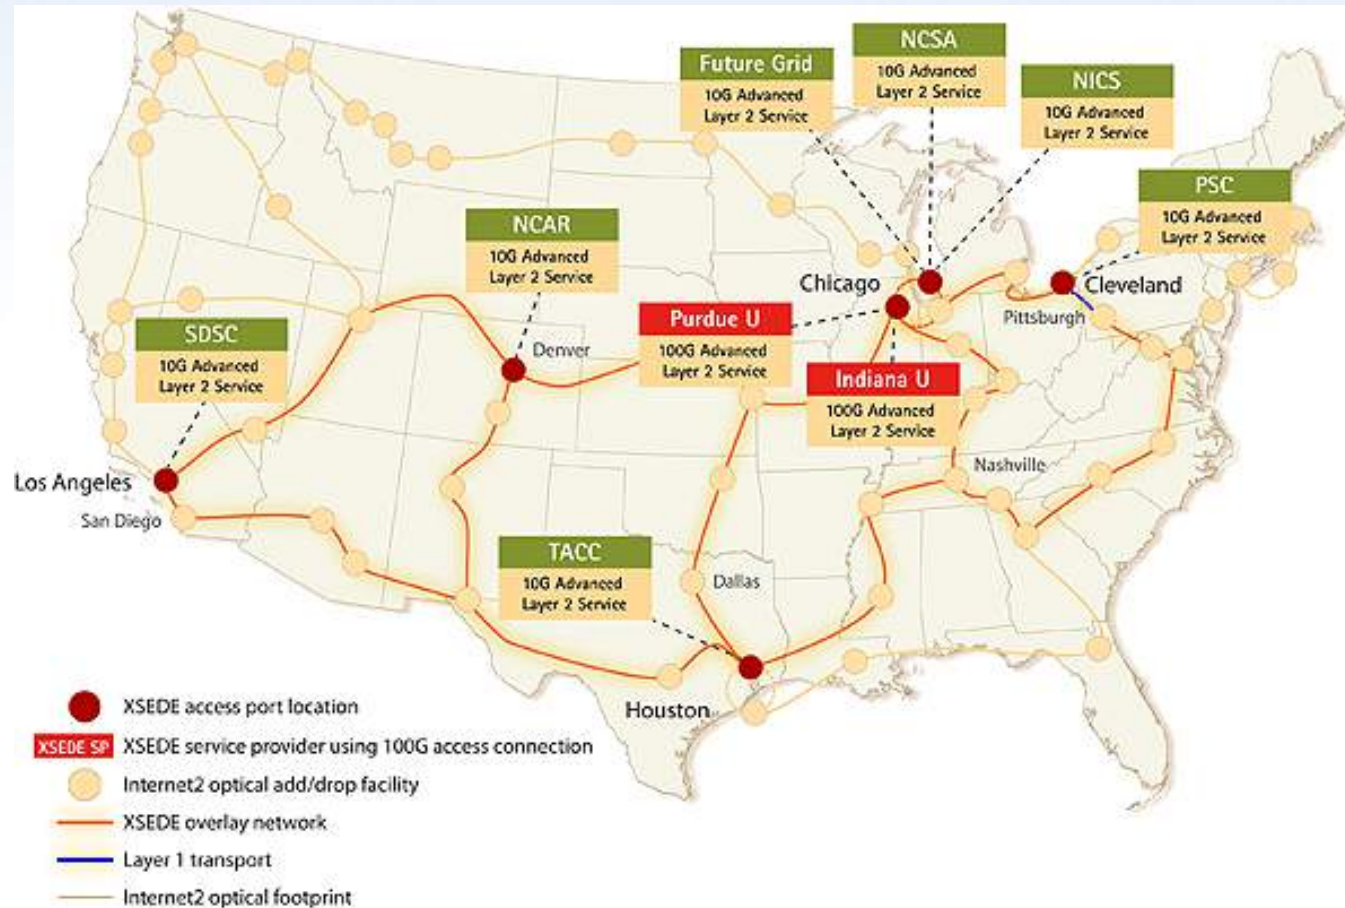 NCSA
10G Advanced
Layer 2 Service
Future Grid
10G Advanced
Layer 2 Service
NICS
10G Advanced
Layer 2 Service
PSC
10G Advanced
Layer 2 Service
NCAR
10G Advanced
Layer 2 Service
Chicago
Cleveland
Pittsburgh
Purdue U
100G Advanced
Layer 2 Service
SDSC
10G Advanced
Layer 2 Service
Denver
Indiana U
100G Advanced
Layer 2 Service
Nashville
Los Angeles
San Diego
TACC
10G Advanced
Layer 2 Service
Dallas
Houston
XSEDE access port location
XSEDE SP XSEDE service provider using 100G access connection
Internet2 optical add/drop facility
XSEDE overlay network
Layer 1 transport
Internet2 optical footprint